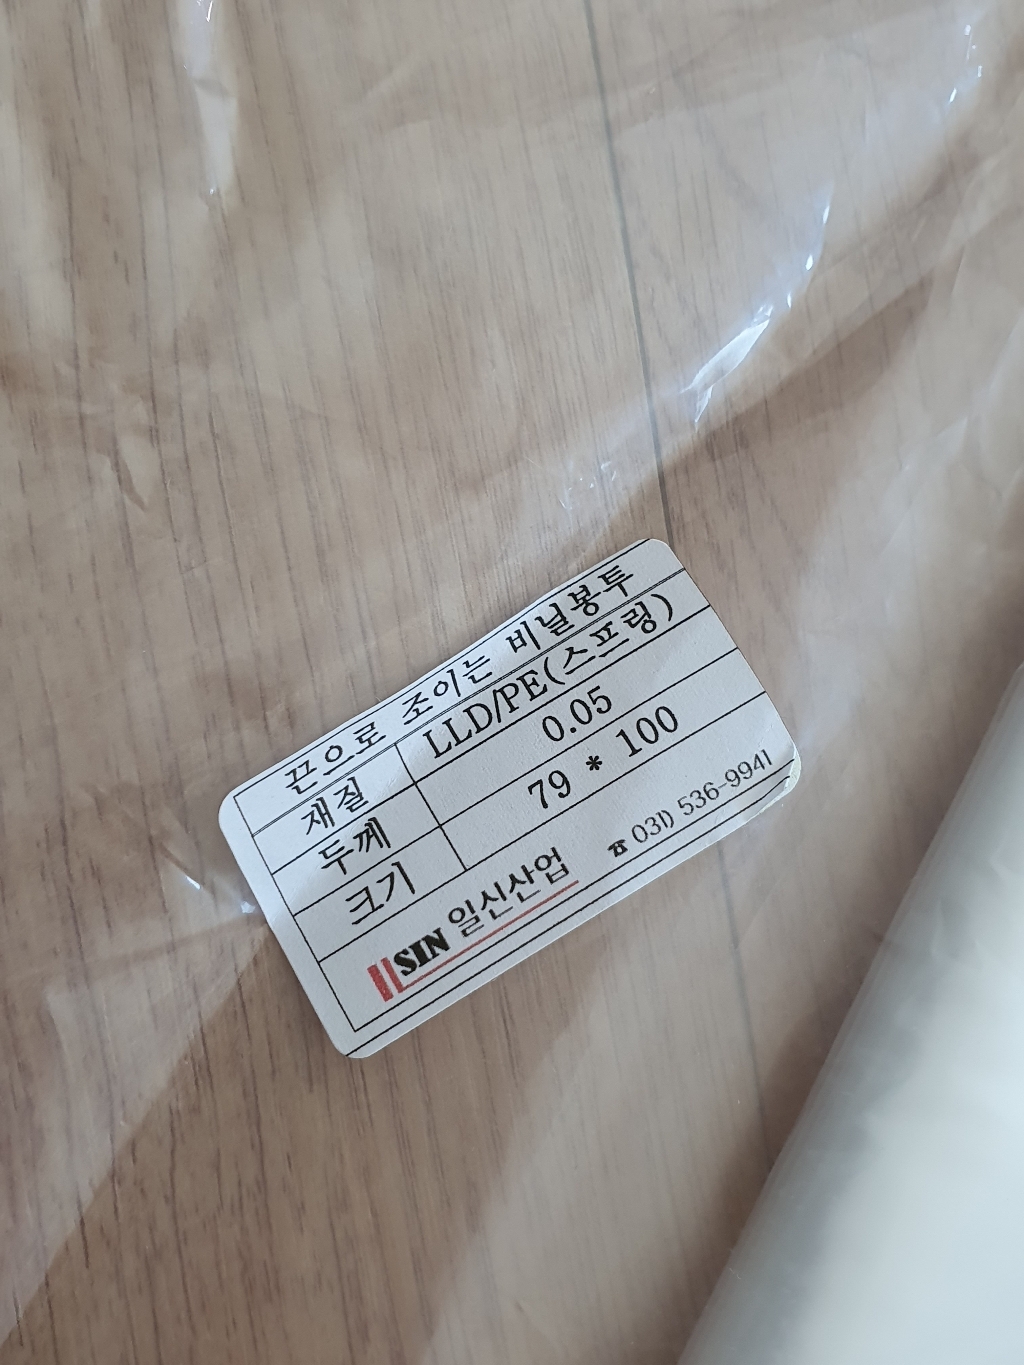 끈으로 조이는 비닐봉투
재질 LLD/PE(스프링)
두께 0.05
크기 79 * 100
ILSIN 일신산업 ☎ 031) 536-9941